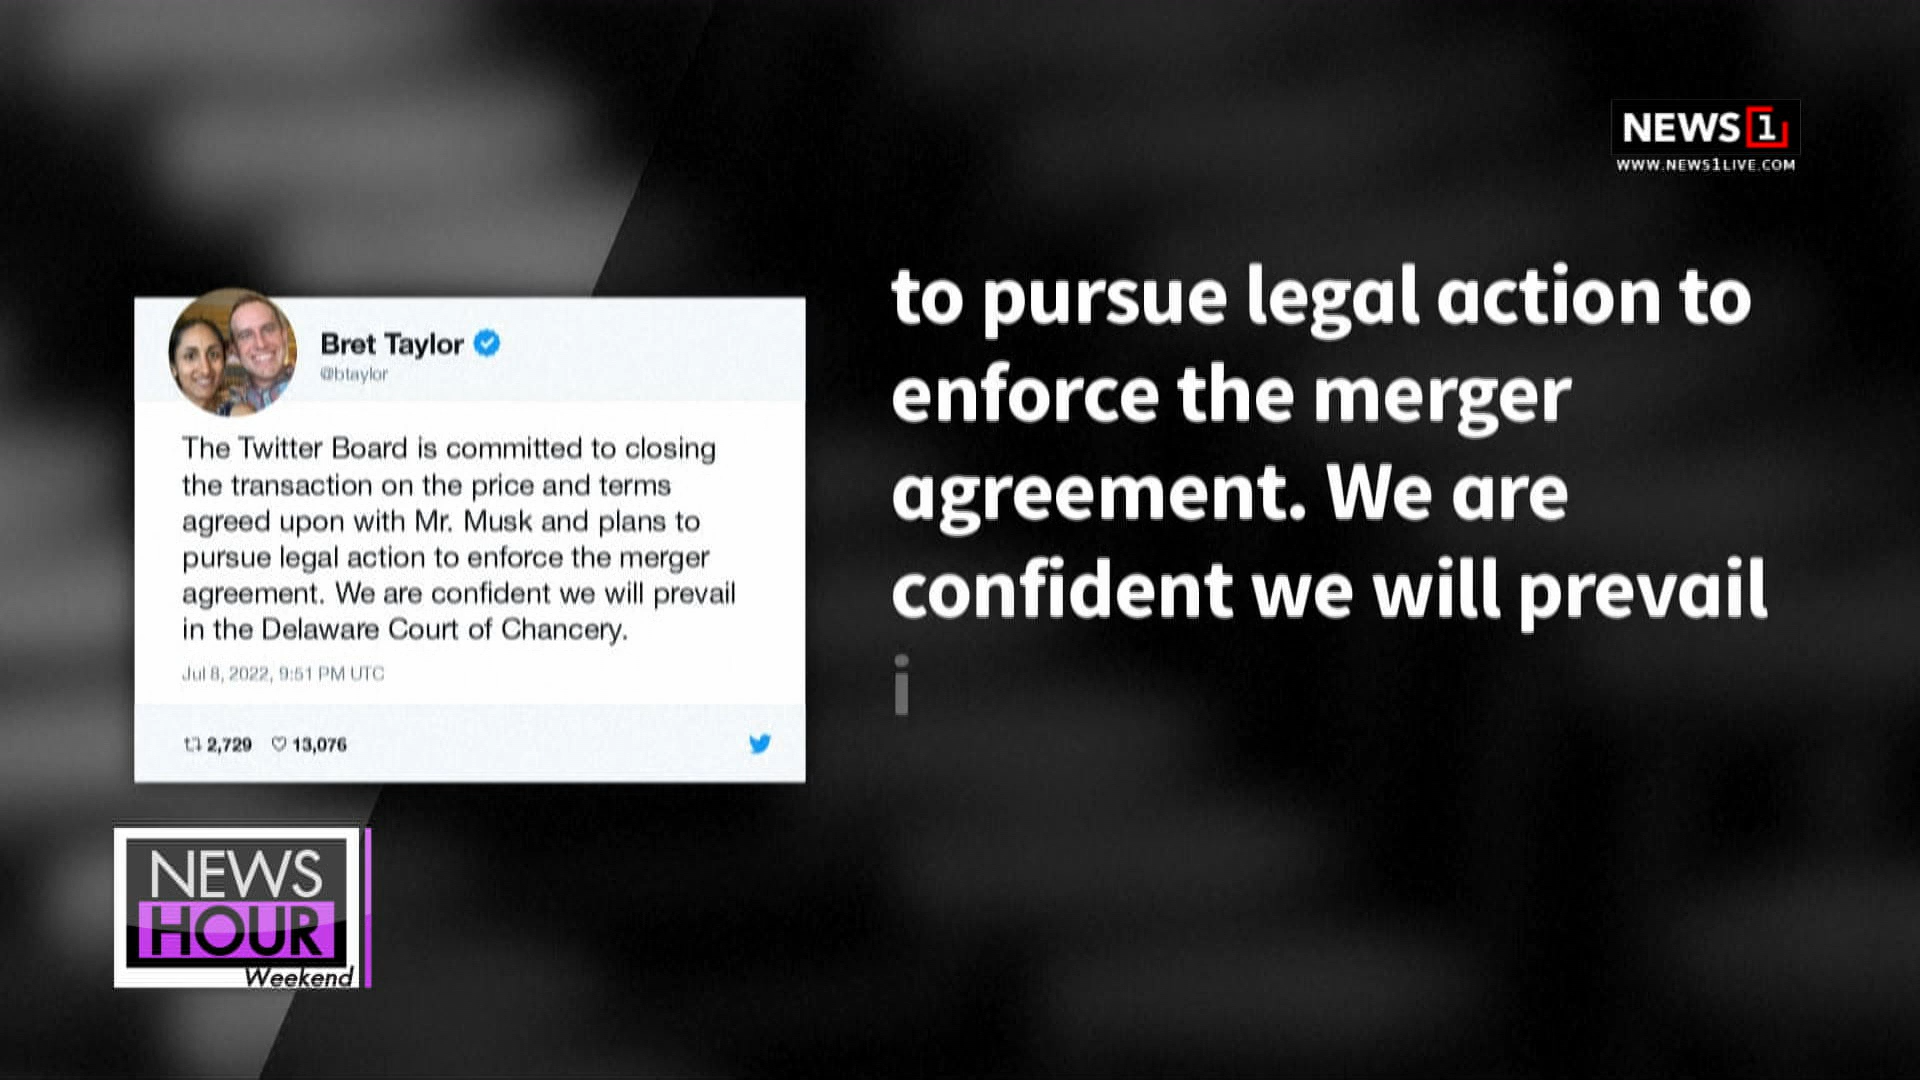 NEWS 1
WWW.NEWS1LIVE.COM
Bret Taylor
@btaylor
The Twitter Board is committed to closing
the transaction on the price and terms
agreed upon with Mr. Musk and plans to
pursue legal action to enforce the merger
agreement. We are confident we will prevail
in the Delaware Court of Chancery.
Jul 8, 2022, 9:51 PM UTC
2,729 13,076
to pursue legal action to
enforce the merger
agreement. We are
confident we will prevail
i
NEWS
HOUR
Weekend